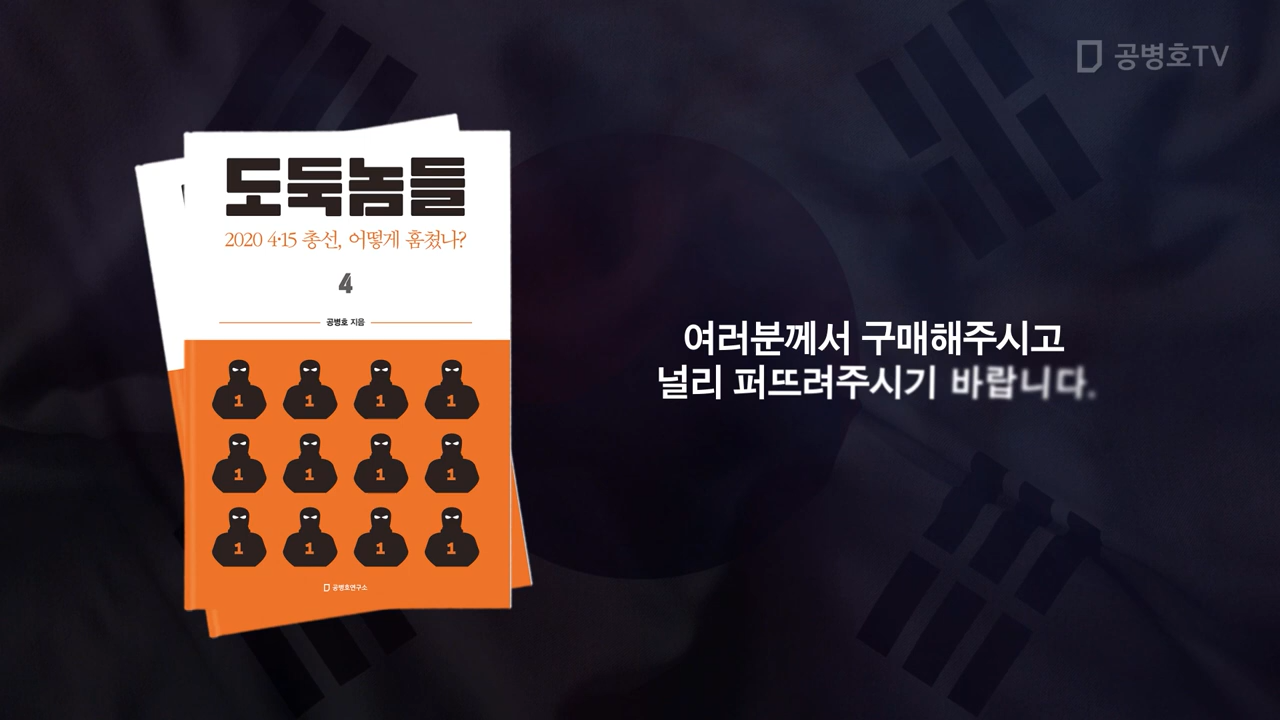 공병호TV
도둑놈들
2020 4·15 총선, 어떻게 훔쳤나?
4
공병호 지음
1 1 1 1
1 1 1 1
1 1 1 1
공병호연구소
여러분께서 구매해주시고
널리 퍼뜨려주시기 바랍니다.